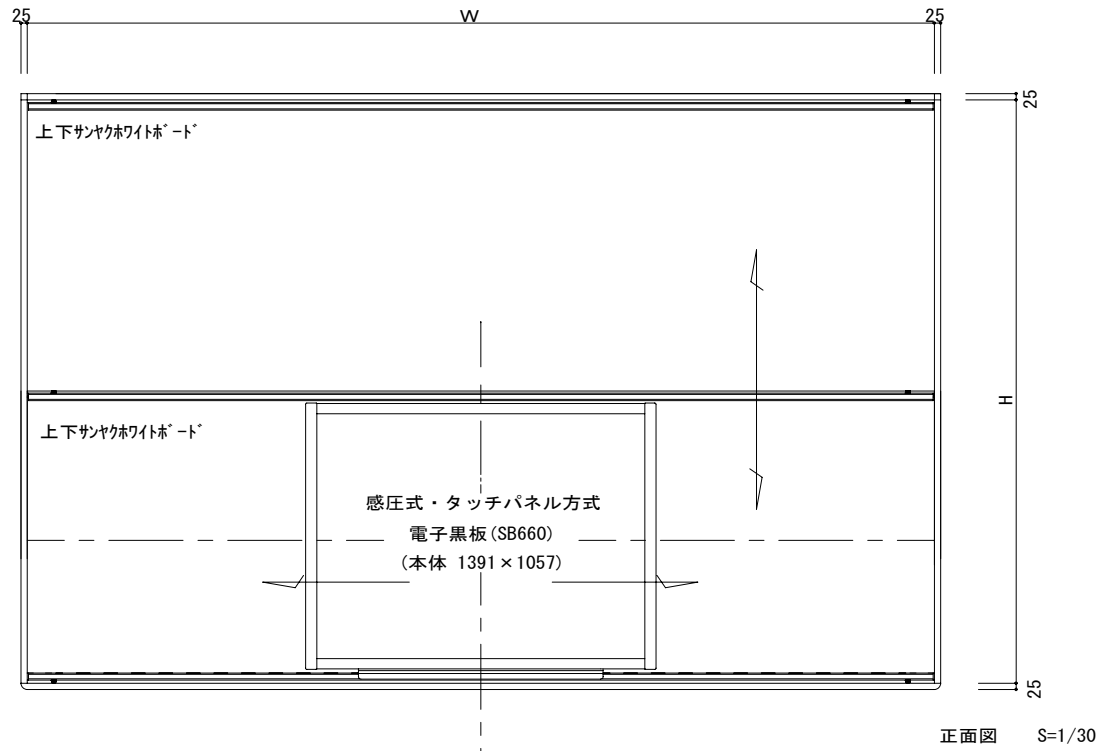 25
W
25
25
上下サンヤクホワイトボード
H
上下サンヤクホワイトボード
感圧式・タッチパネル方式
電子黒板(SB660)
(本体 1391×1057)
25
正面図 S=1/30